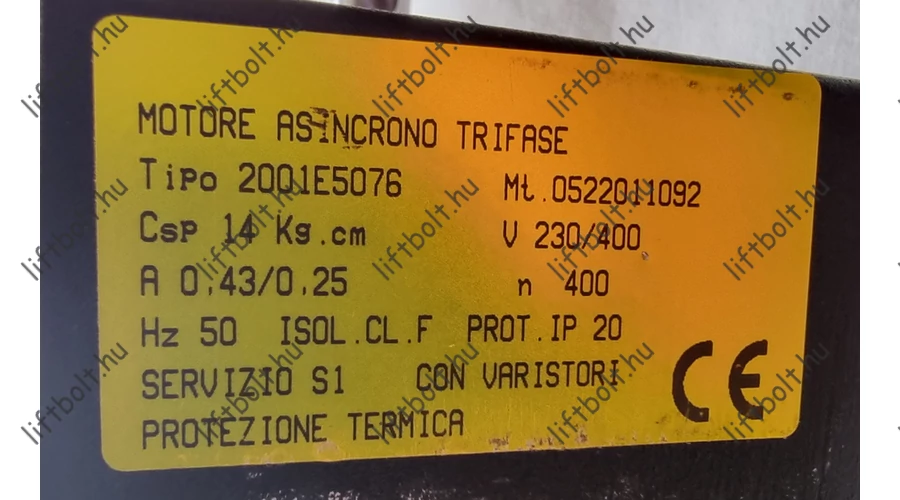 MOTORE ASINCRONO TRIFASE
Tipo 2001E5076 Mt.0522011092
Csp 14 Kg.cm V 230/400
A 0.43/0.25 n 400
Hz 50 ISOL.CL.F PROT.IP 20
SERVIZIO S1 CON VARISTORI
PROTEZIONE TERMICA
CE
liftbolt.hu